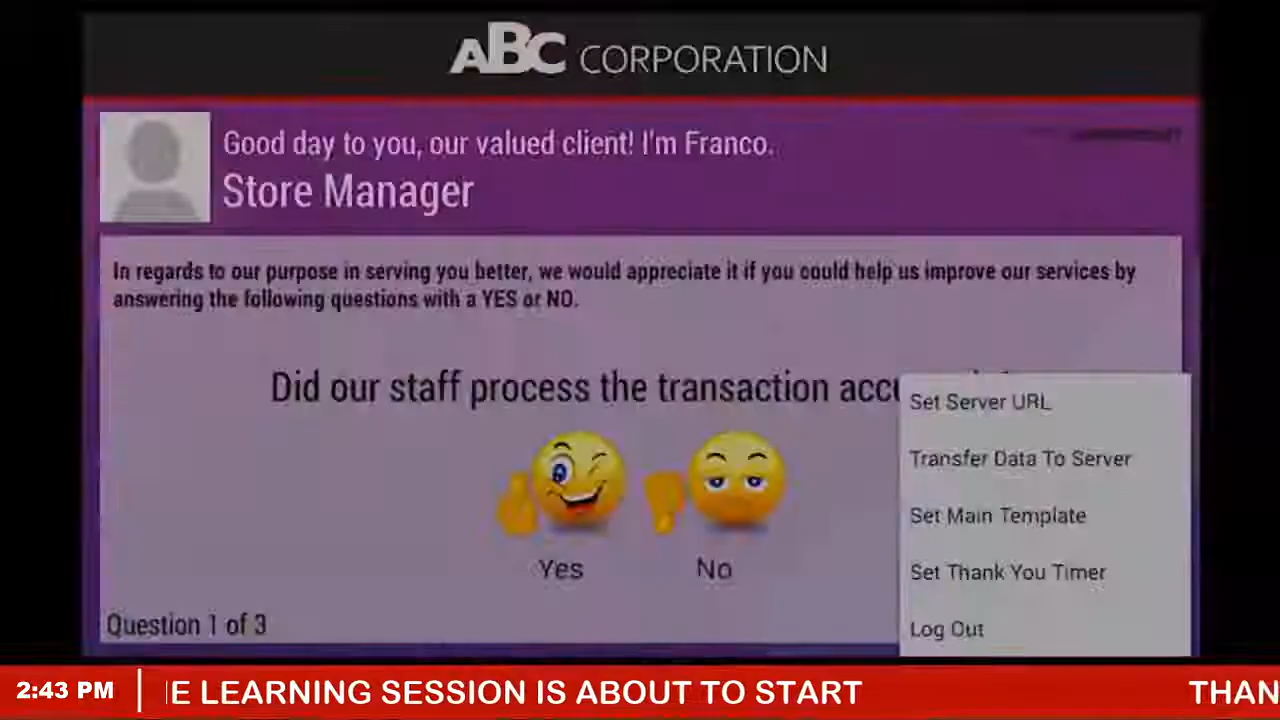 ABC CORPORATION
Good day to you, our valued client! I'm Franco.
Store Manager
In regards to our purpose in serving you better, we would appreciate it if you could help us improve our services by
answering the following questions with a YES or NO.
Did our staff process the transaction
Set Server URL
Transfer Data To Server
Set Main Template
Set Thank You Timer
Log Out
Yes No
Question 1 of 3
2:43 PM LEARNING SESSION IS ABOUT TO START